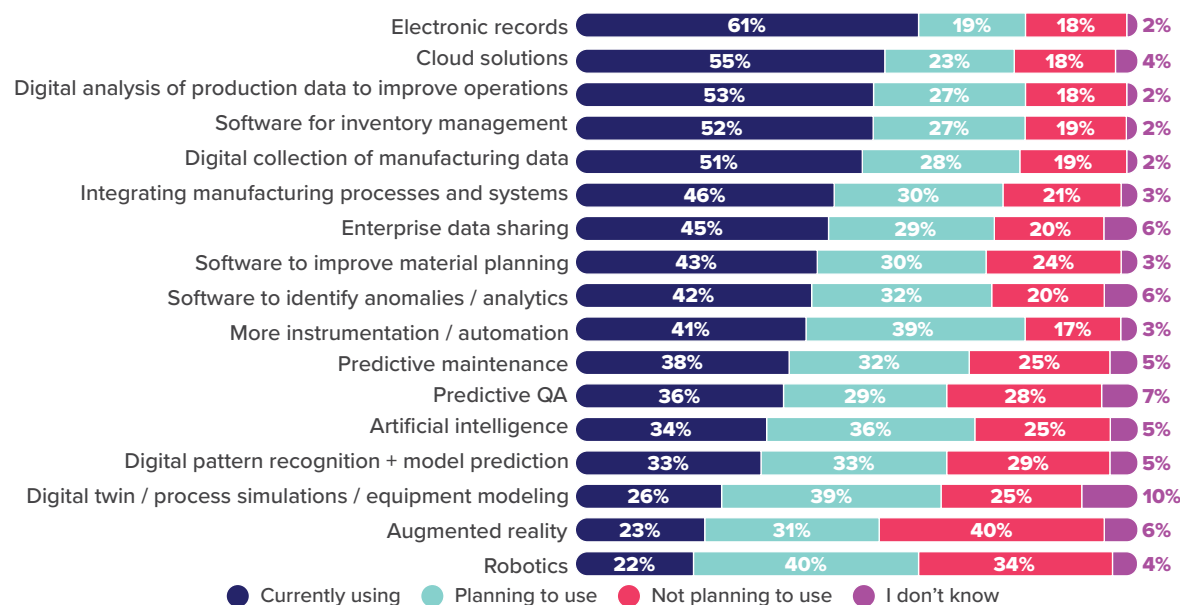 Electronic records 61% 19% 18% 2%
Cloud solutions 55% 23% 18% 4%
Digital analysis of production data to improve operations 53% 27% 18% 2%
Software for inventory management 52% 27% 19% 2%
Digital collection of manufacturing data 51% 28% 19% 2%
Integrating manufacturing processes and systems 46% 30% 21% 3%
Enterprise data sharing 45% 29% 20% 6%
Software to improve material planning 43% 30% 24% 3%
Software to identify anomalies / analytics 42% 32% 20% 6%
More instrumentation / automation 41% 39% 17% 3%
Predictive maintenance 38% 32% 25% 5%
Predictive QA 36% 29% 28% 7%
Artificial intelligence 34% 36% 25% 5%
Digital pattern recognition + model prediction 33% 33% 29% 5%
Digital twin / process simulations / equipment modeling 26% 39% 25% 10%
Augmented reality 23% 31% 40% 6%
Robotics 22% 40% 34% 4%
Currently using Planning to use Not planning to use I don't know